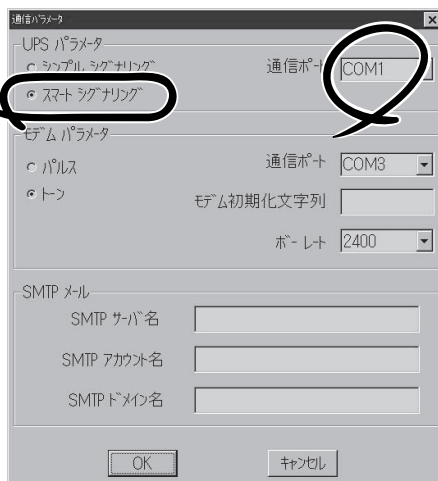 通信ﾊﾟﾗﾒｰﾀ
UPS ﾊﾟﾗﾒｰﾀ
ｼﾝﾌﾟﾙ ｼｸﾞﾅﾘﾝｸﾞ
通信ﾎﾟｰﾄ COM1
ｽﾏｰﾄ ｼｸﾞﾅﾘﾝｸﾞ
ﾓﾃﾞﾑ ﾊﾟﾗﾒｰﾀ
ﾊﾟﾙｽ
通信ﾎﾟｰﾄ COM3
ﾄｰﾝ
ﾓﾃﾞﾑ初期化文字列
ﾎﾞｰ ﾚｰﾄ 2400
SMTP ﾒｰﾙ
SMTP ｻｰﾊﾞ名
SMTP ｱｶｳﾝﾄ名
SMTP ﾄﾞﾒｲﾝ名
OK ｷｬﾝｾﾙ